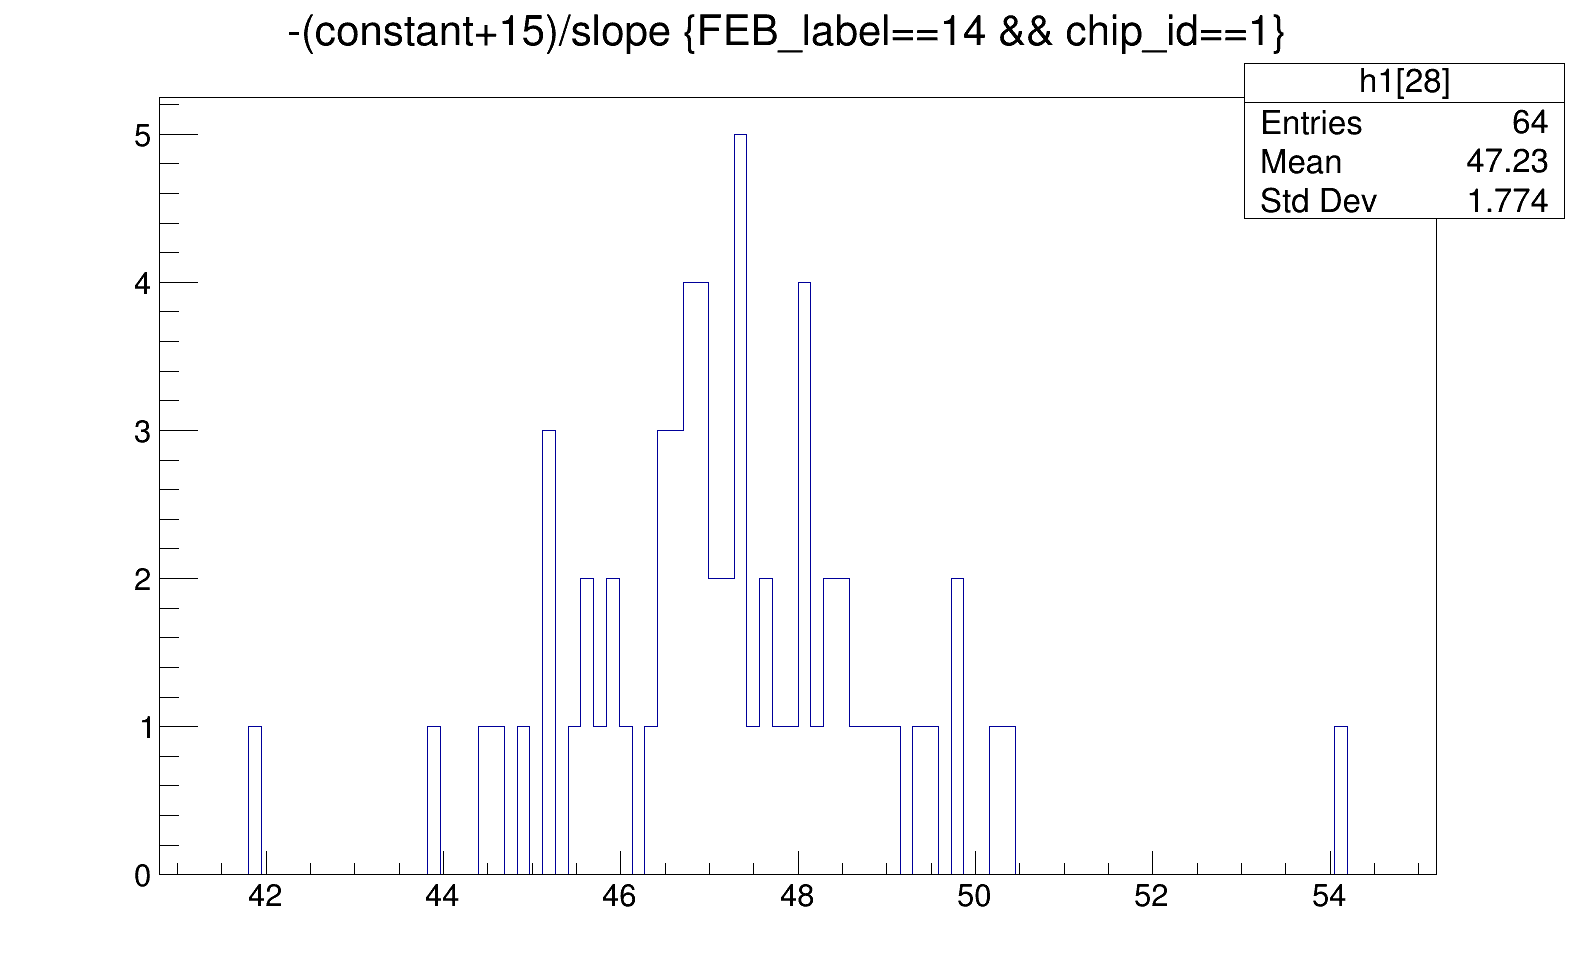 -(constant+15)/slope {FEB_label==14 && chip_id==1}
h1[28]
Entries 64
Mean 47.23
Std Dev 1.774
5
4
3
2
1
0
42 44 46 48 50 52 54